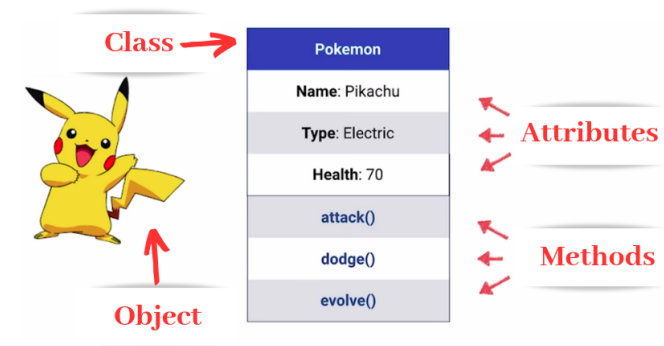 Class
Pokemon
Name: Pikachu
Type: Electric
Health: 70
Attributes
attack()
dodge()
evolve()
Methods
Object